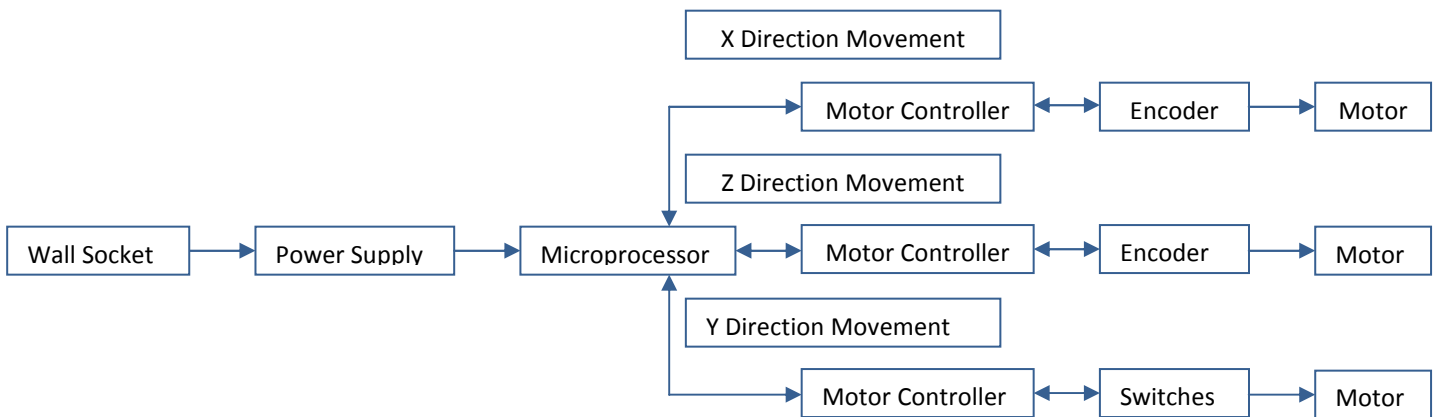 X Direction Movement
Motor Controller
Encoder
Motor
Z Direction Movement
Wall Socket
Power Supply
Microprocessor
Motor Controller
Encoder
Motor
Y Direction Movement
Motor Controller
Switches
Motor